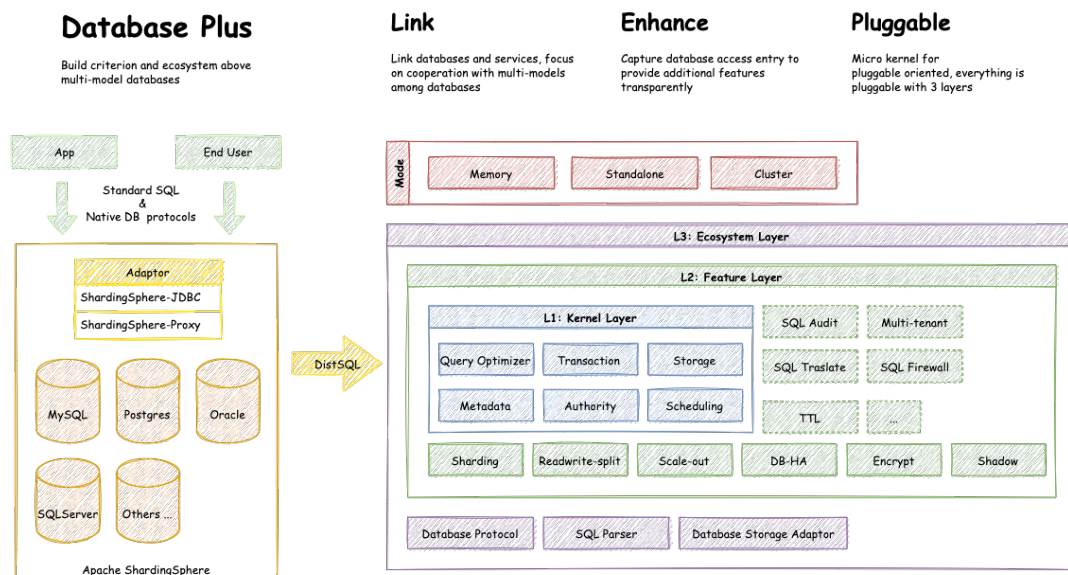 Database Plus
Build criterion and ecosystem above
multi-model databases
Link
Link databases and services, focus
on cooperation with multi-models
among databases
Enhance
Capture database access entry to
provide additional features
transparently
Pluggable
Micro kernel for
pluggable oriented, everything is
pluggable with 3 layers
App
End User
Standard SQL
&
Native DB protocols
Adaptor
ShardingSphere-JDBC
ShardingSphere-Proxy
MySQL
Postgres
Oracle
SQLServer
Others ...
Apache ShardingSphere
DistSQL
Mode
Memory
Standalone
Cluster
L3: Ecosystem Layer
L2: Feature Layer
L1: Kernel Layer
Query Optimizer
Transaction
Storage
Metadata
Authority
Scheduling
SQL Audit
Multi-tenant
SQL Traslate
SQL Firewall
TTL
...
Sharding
Readwrite-split
Scale-out
DB-HA
Encrypt
Shadow
Database Protocol
SQL Parser
Database Storage Adaptor